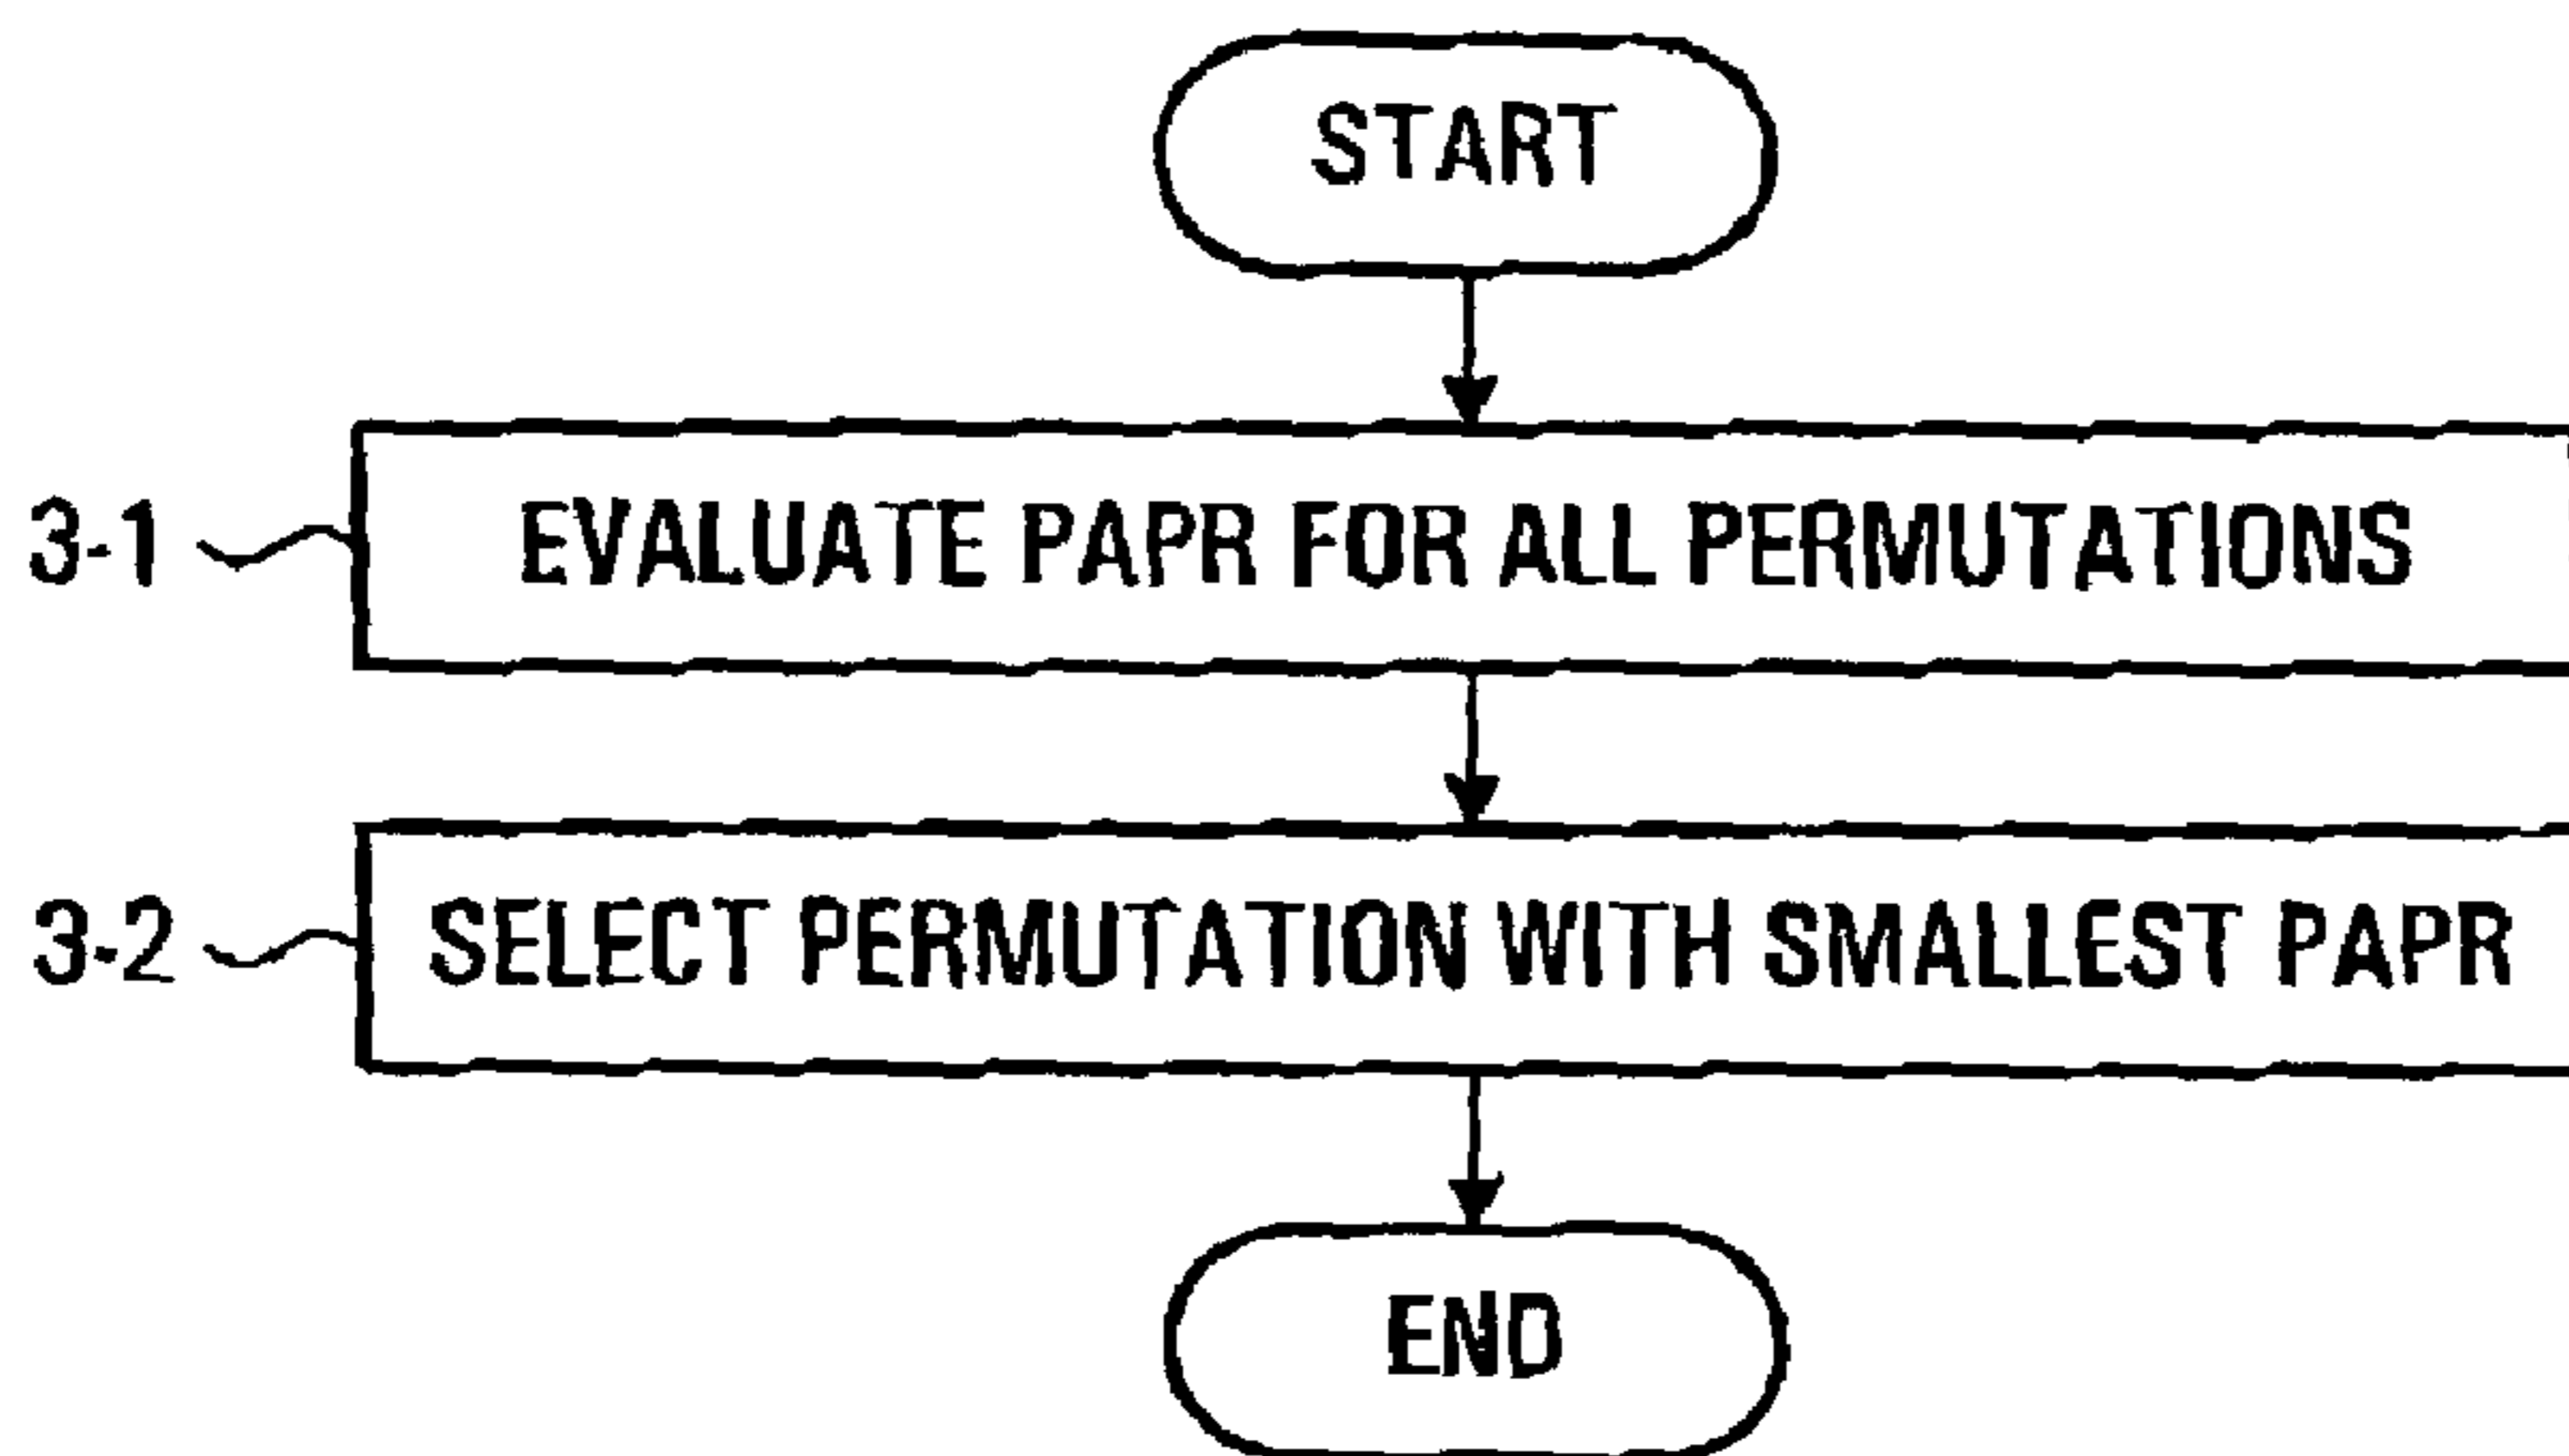 START
3-1 EVALUATE PAPR FOR ALL PERMUTATIONS
3-2 SELECT PERMUTATION WITH SMALLEST PAPR
END